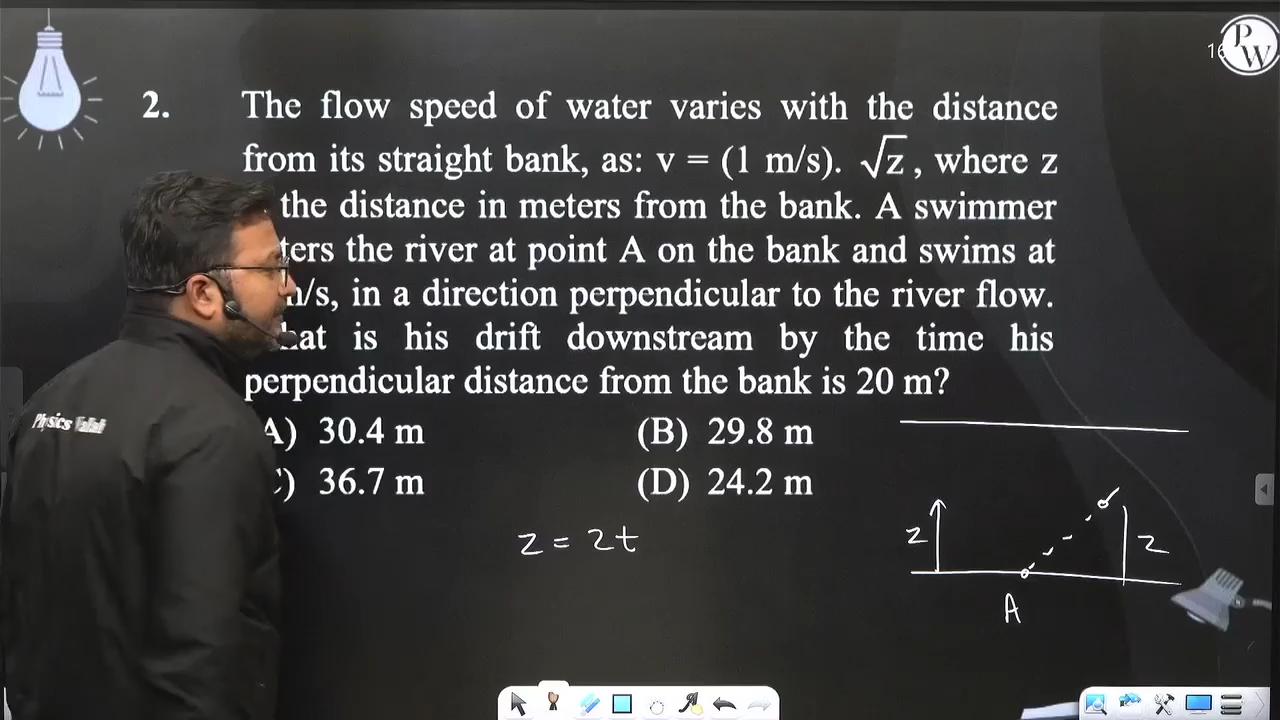 16
PW
2. The flow speed of water varies with the distance
from its straight bank, as: v = (1 m/s). √z, where z
the distance in meters from the bank. A swimmer
ters the river at point A on the bank and swims at
/s, in a direction perpendicular to the river flow.
at is his drift downstream by the time his
perpendicular distance from the bank is 20 m?
A) 30.4 m (B) 29.8 m
) 36.7 m (D) 24.2 m
z = 2t
z
z
A
Physics Wallah